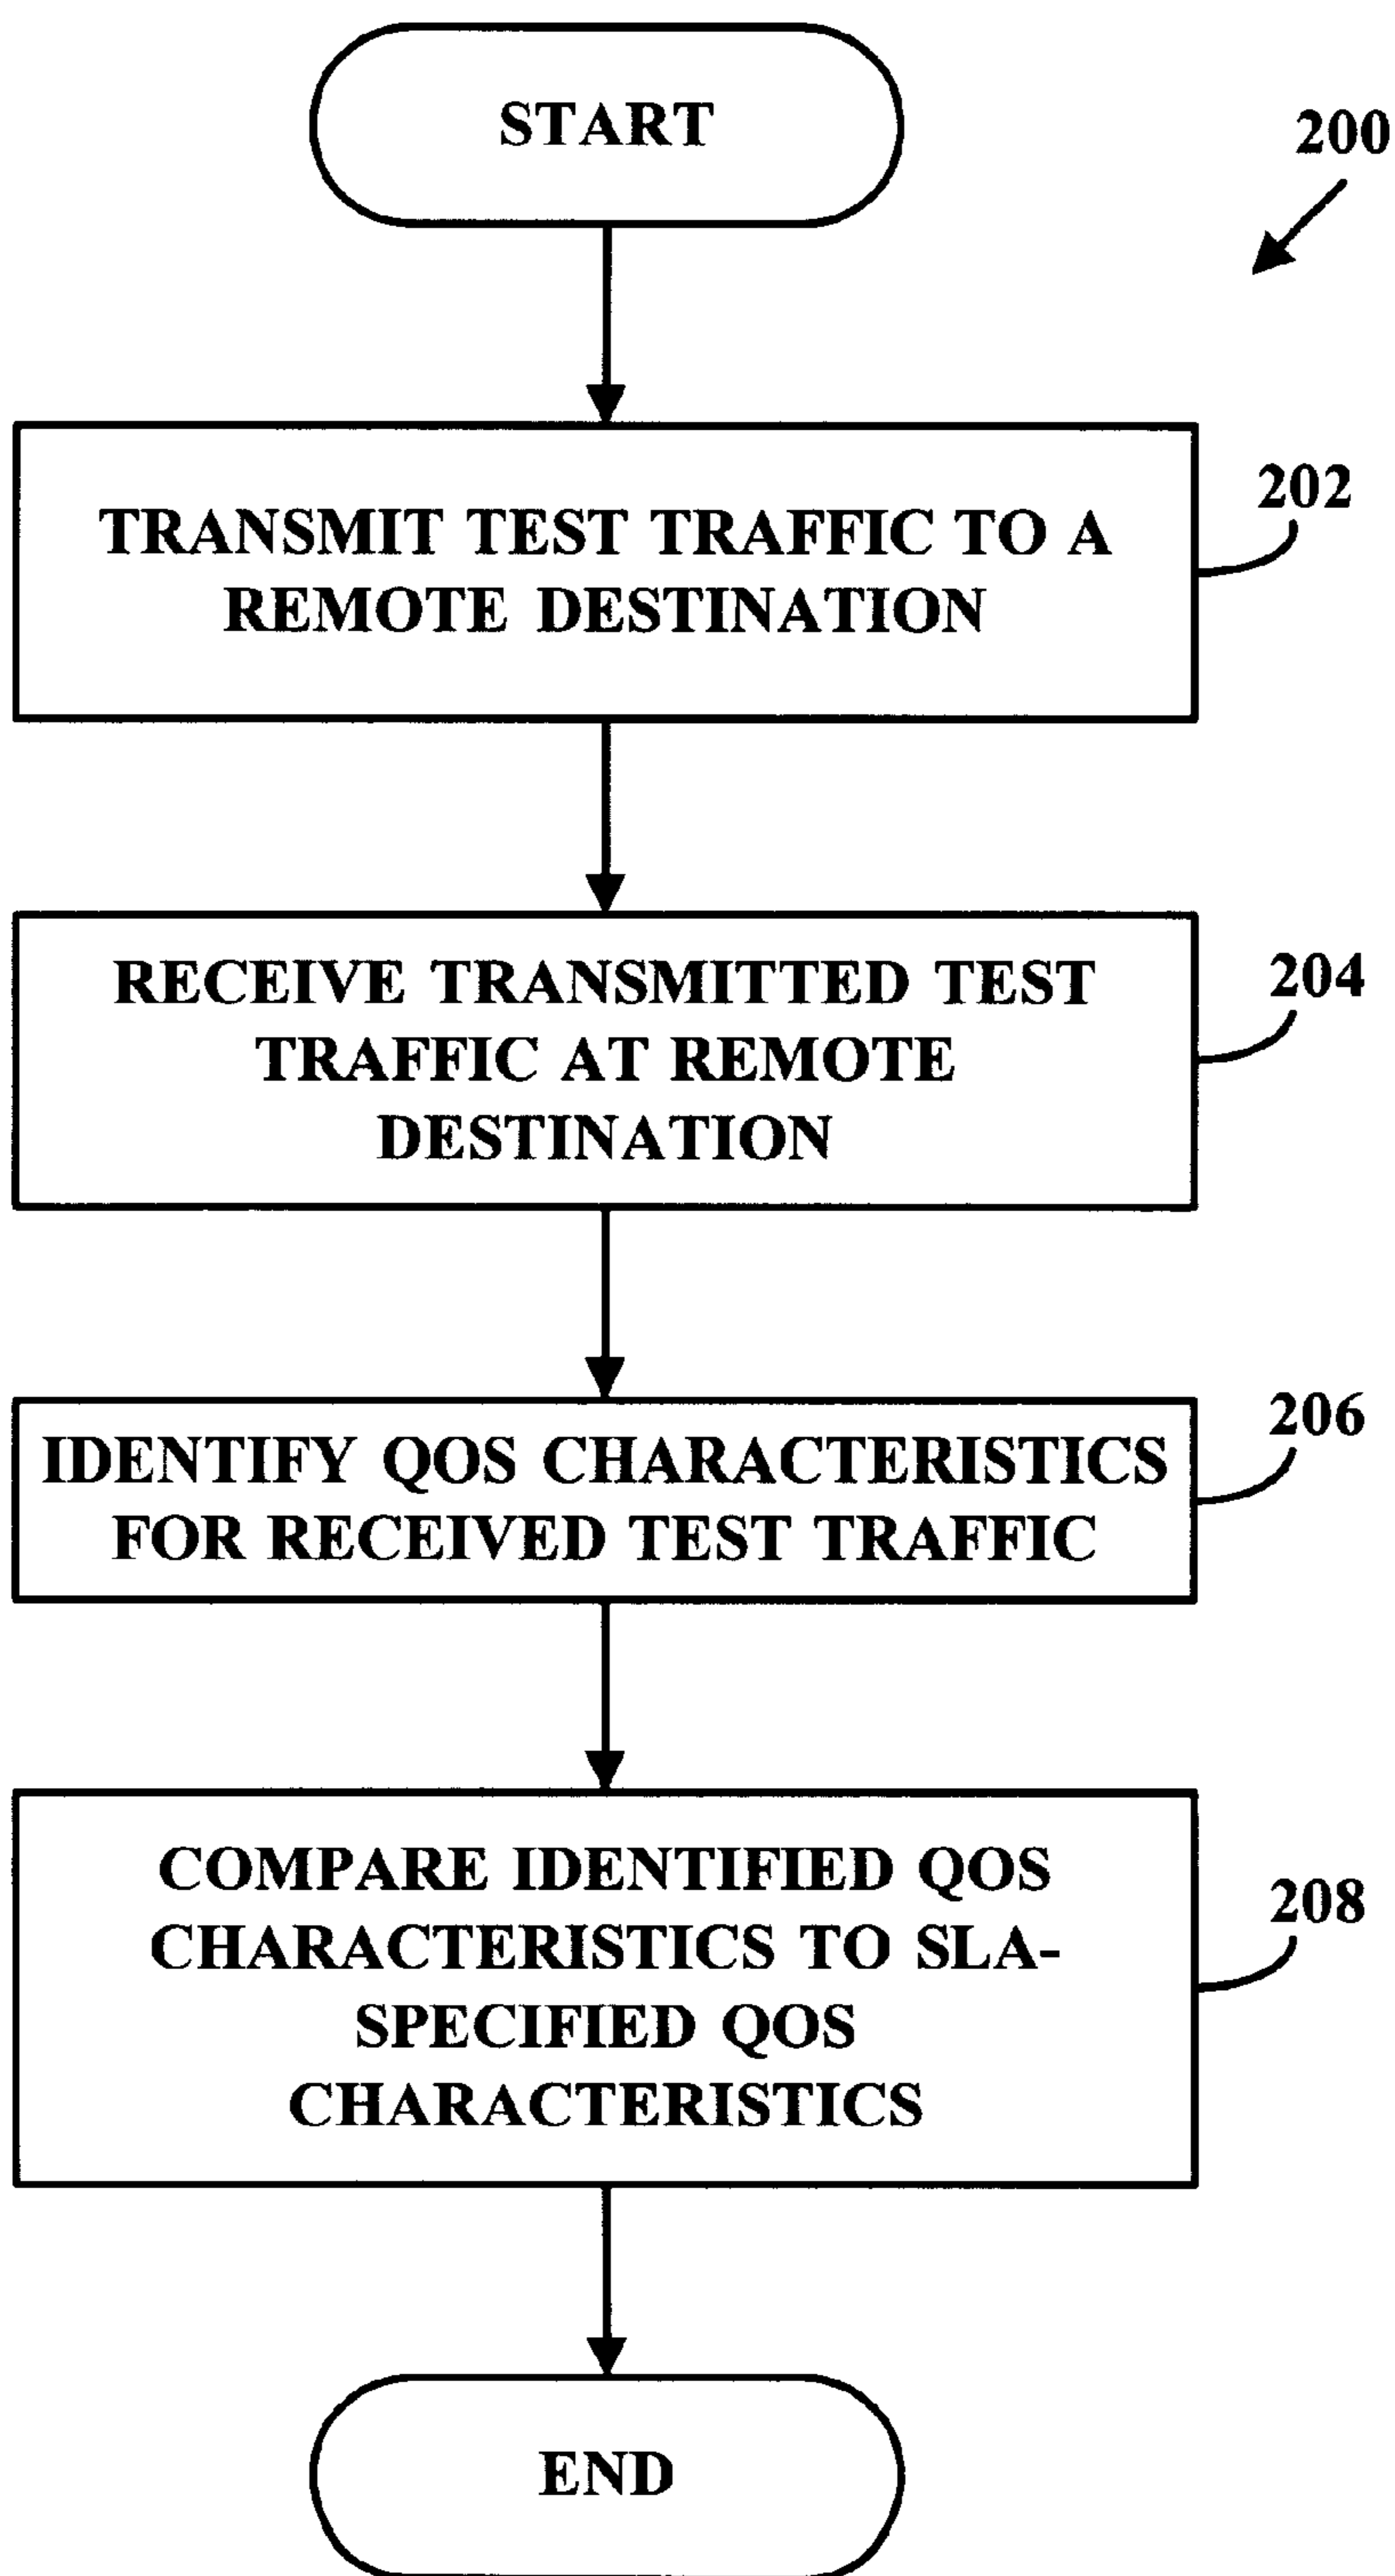 START
200
TRANSMIT TEST TRAFFIC TO A
REMOTE DESTINATION
202
RECEIVE TRANSMITTED TEST
TRAFFIC AT REMOTE
DESTINATION
204
IDENTIFY QOS CHARACTERISTICS
FOR RECEIVED TEST TRAFFIC
206
COMPARE IDENTIFIED QOS
CHARACTERISTICS TO SLA-
SPECIFIED QOS
CHARACTERISTICS
208
END